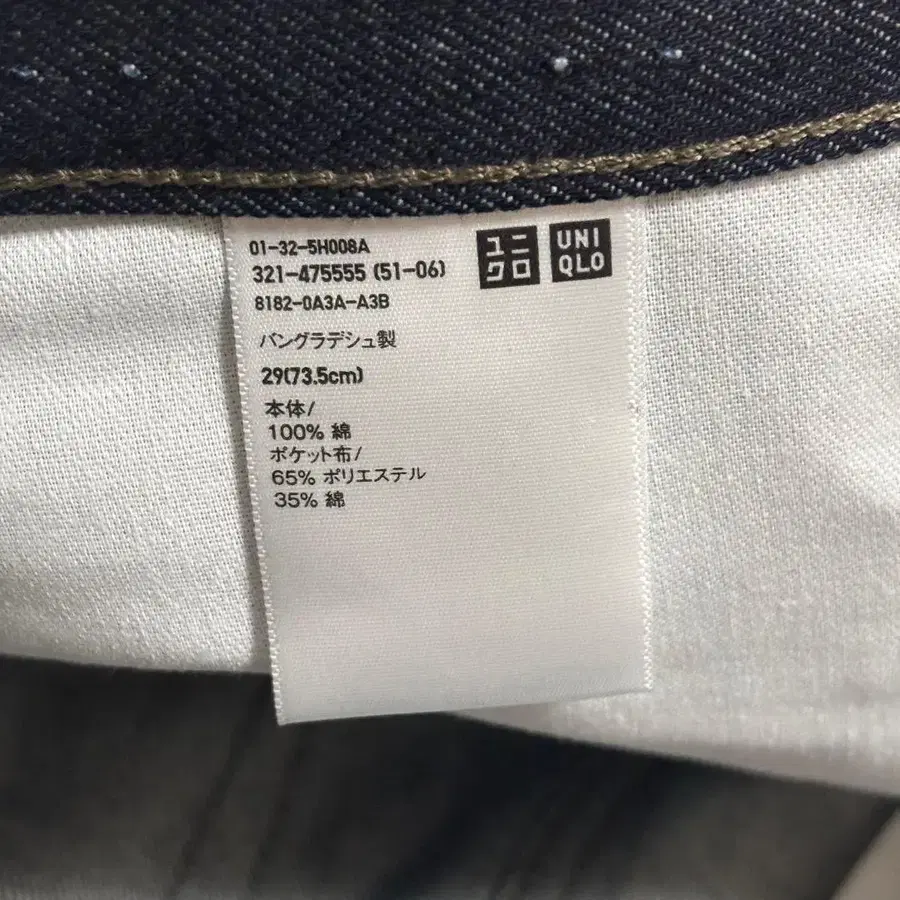 01-32-5H008A
321-475555 (51-06)
8182-0A3A-A3B
バングラデシュ製
29(73.5cm)
本体/
100% 綿
ポケット布/
65% ポリエステル
35% 綿
ユニ
クロ
UNI
QLO